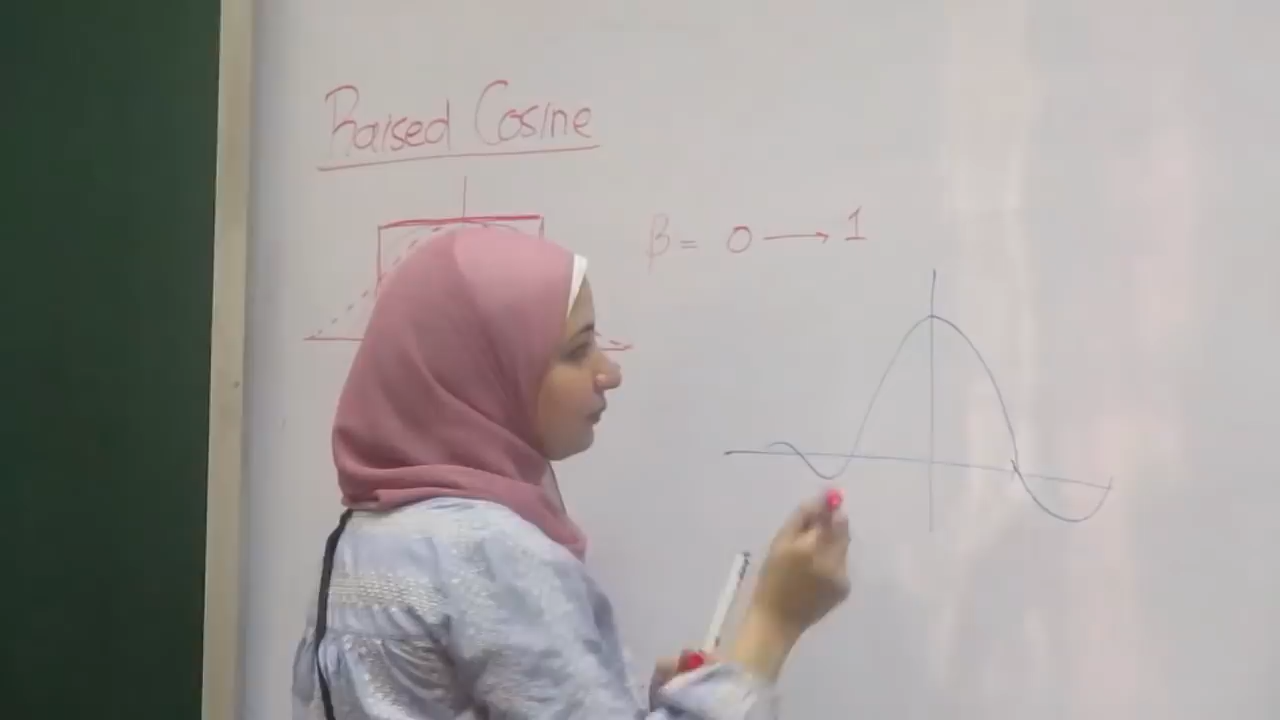 Raised Cosine
β = 0 → 1